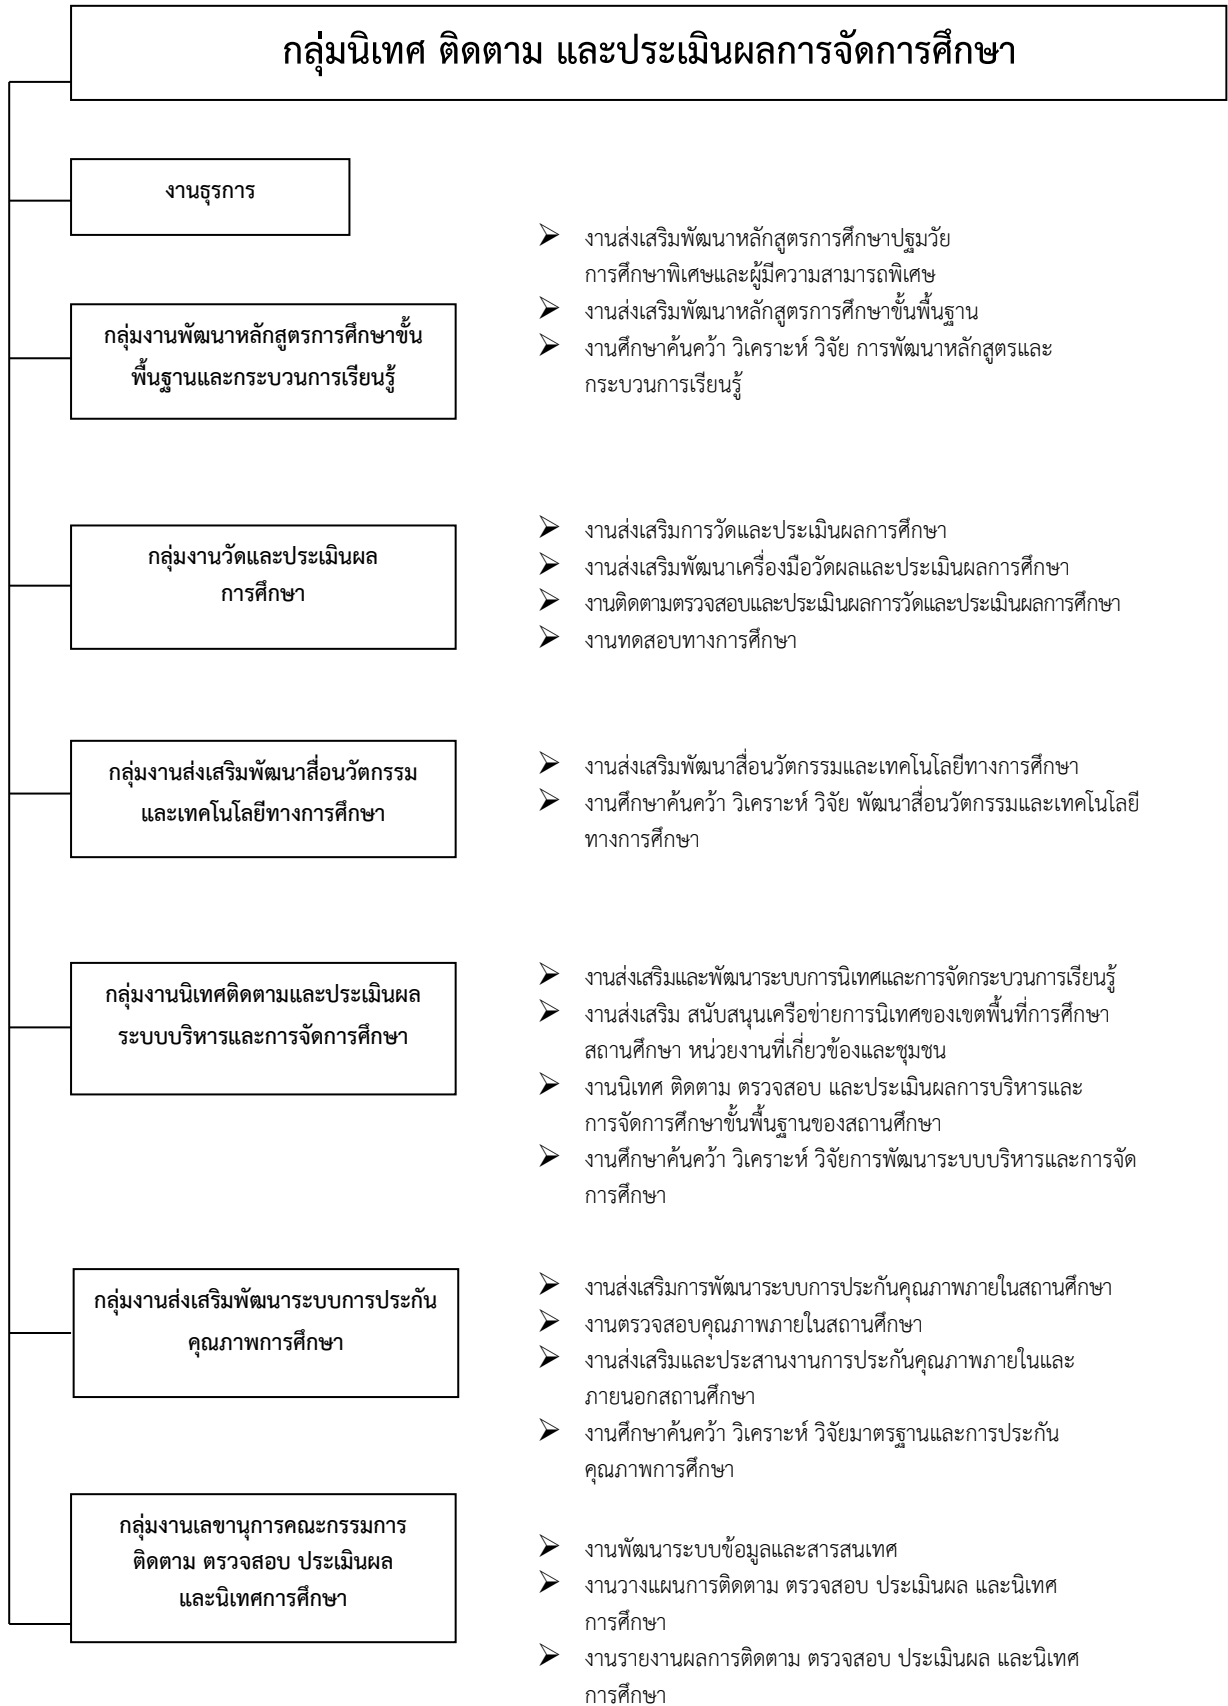 กลุ่มนิเทศ ติดตาม และประเมินผลการจัดการศึกษา
งานธุรการ
กลุ่มงานพัฒนาหลักสูตรการศึกษาขั้น
พื้นฐานและกระบวนการเรียนรู้
➢ งานส่งเสริมพัฒนาหลักสูตรการศึกษาปฐมวัย
การศึกษาพิเศษและผู้มีความสามารถพิเศษ
➢ งานส่งเสริมพัฒนาหลักสูตรการศึกษาขั้นพื้นฐาน
➢ งานศึกษาค้นคว้า วิเคราะห์ วิจัย การพัฒนาหลักสูตรและ
กระบวนการเรียนรู้
กลุ่มงานวัดและประเมินผล
การศึกษา
➢ งานส่งเสริมการวัดและประเมินผลการศึกษา
➢ งานส่งเสริมพัฒนาเครื่องมือวัดผลและประเมินผลการศึกษา
➢ งานติดตามตรวจสอบและประเมินผลการวัดและประเมินผลการศึกษา
➢ งานทดสอบทางการศึกษา
กลุ่มงานส่งเสริมพัฒนาสื่อนวัตกรรม
และเทคโนโลยีทางการศึกษา
➢ งานส่งเสริมพัฒนาสื่อนวัตกรรมและเทคโนโลยีทางการศึกษา
➢ งานศึกษาค้นคว้า วิเคราะห์ วิจัย พัฒนาสื่อนวัตกรรมและเทคโนโลยี
ทางการศึกษา
กลุ่มงานนิเทศติดตามและประเมินผล
ระบบบริหารและการจัดการศึกษา
➢ งานส่งเสริมและพัฒนาระบบการนิเทศและการจัดกระบวนการเรียนรู้
➢ งานส่งเสริม สนับสนุนเครือข่ายการนิเทศของเขตพื้นที่การศึกษา
สถานศึกษา หน่วยงานที่เกี่ยวข้องและชุมชน
➢ งานนิเทศ ติดตาม ตรวจสอบ และประเมินผลการบริหารและ
การจัดการศึกษาขั้นพื้นฐานของสถานศึกษา
➢ งานศึกษาค้นคว้า วิเคราะห์ วิจัยการพัฒนาระบบบริหารและการจัด
การศึกษา
กลุ่มงานส่งเสริมพัฒนาระบบการประกัน
คุณภาพการศึกษา
➢ งานส่งเสริมการพัฒนาระบบการประกันคุณภาพภายในสถานศึกษา
➢ งานตรวจสอบคุณภาพภายในสถานศึกษา
➢ งานส่งเสริมและประสานงานการประกันคุณภาพภายในและ
ภายนอกสถานศึกษา
➢ งานศึกษาค้นคว้า วิเคราะห์ วิจัยมาตรฐานและการประกัน
คุณภาพการศึกษา
กลุ่มงานเลขานุการคณะกรรมการ
ติดตาม ตรวจสอบ ประเมินผล
และนิเทศการศึกษา
➢ งานพัฒนาระบบข้อมูลและสารสนเทศ
➢ งานวางแผนการติดตาม ตรวจสอบ ประเมินผล และนิเทศ
การศึกษา
➢ งานรายงานผลการติดตาม ตรวจสอบ ประเมินผล และนิเทศ
การศึกษา